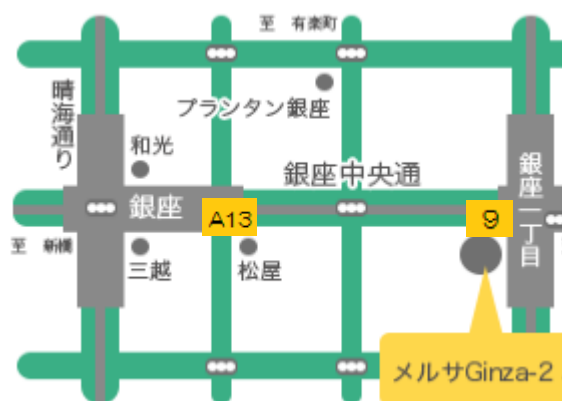 至 有楽町
プランタン銀座
晴海通り
和光
銀座中央通
銀座
A13
9
銀座一丁目
至 新橋
三越
松屋
メルサGinza-2